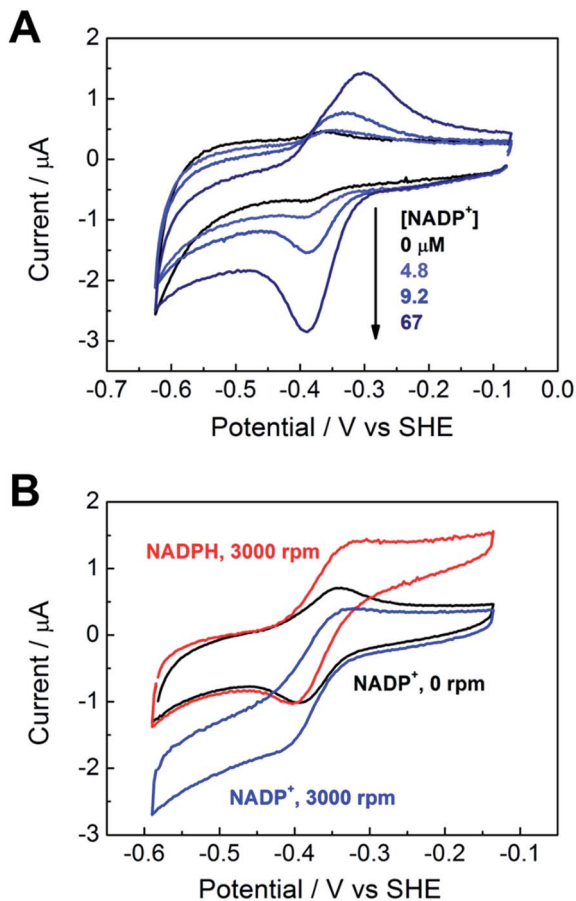 A
2
1
0
-1
-2
-3
Current / μA
[NADP⁺]
0 μM
4.8
9.2
67
-0.7 -0.6 -0.5 -0.4 -0.3 -0.2 -0.1 0.0
Potential / V vs SHE
B
2
1
0
-1
-2
-3
Current / μA
NADPH, 3000 rpm
NADP⁺, 0 rpm
NADP⁺, 3000 rpm
-0.6 -0.5 -0.4 -0.3 -0.2 -0.1
Potential / V vs SHE